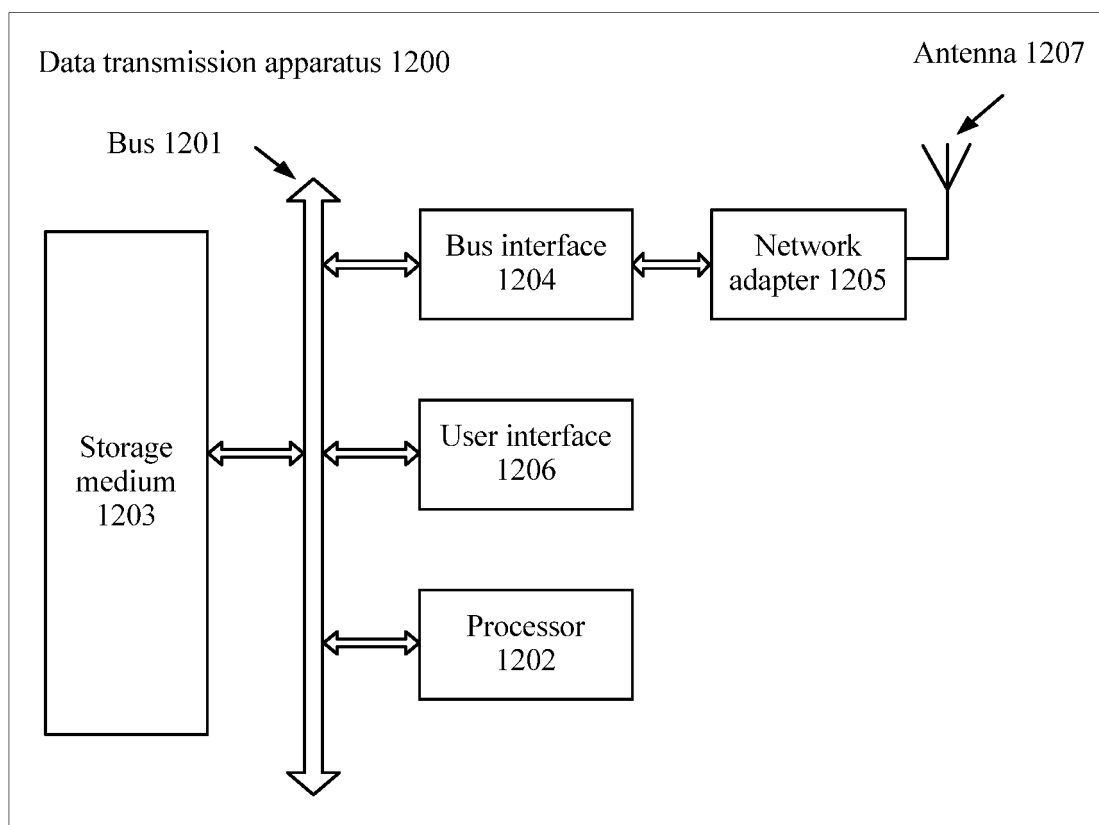 Data transmission apparatus 1200
Antenna 1207
Bus 1201
Bus interface
1204
Network
adapter 1205
Storage
medium
1203
User interface
1206
Processor
1202